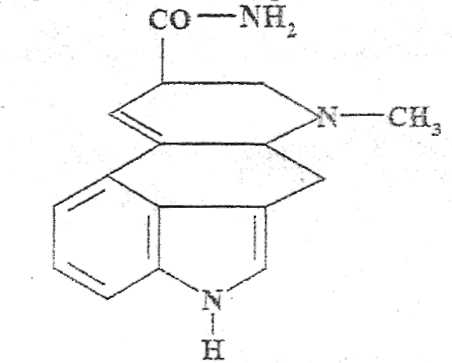 CO—NH₂
N—CH₃
N
H